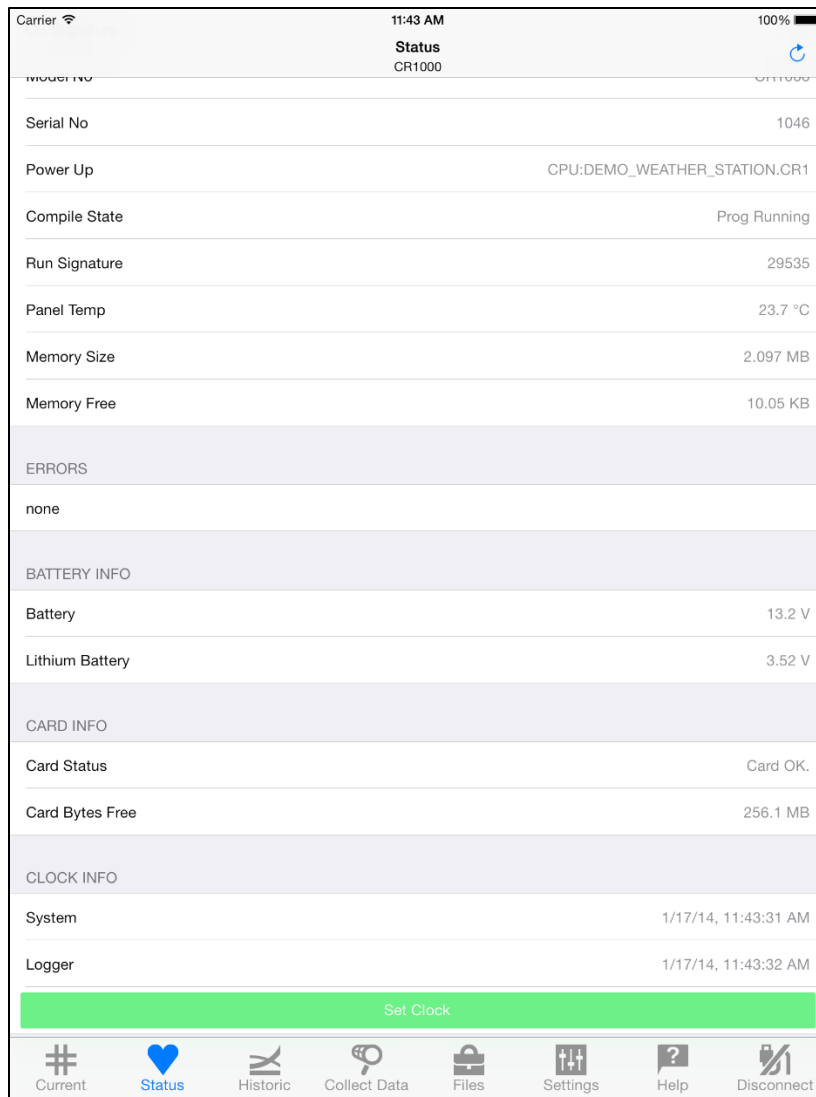 Carrier 11:43 AM 100%
Status
CR1000
Model No CR1000
Serial No 1046
Power Up CPU:DEMO_WEATHER_STATION.CR1
Compile State Prog Running
Run Signature 29535
Panel Temp 23.7 °C
Memory Size 2.097 MB
Memory Free 10.05 KB
ERRORS
none
BATTERY INFO
Battery 13.2 V
Lithium Battery 3.52 V
CARD INFO
Card Status Card OK.
Card Bytes Free 256.1 MB
CLOCK INFO
System 1/17/14, 11:43:31 AM
Logger 1/17/14, 11:43:32 AM
Set Clock
Current Status Historic Collect Data Files Settings Help Disconnect